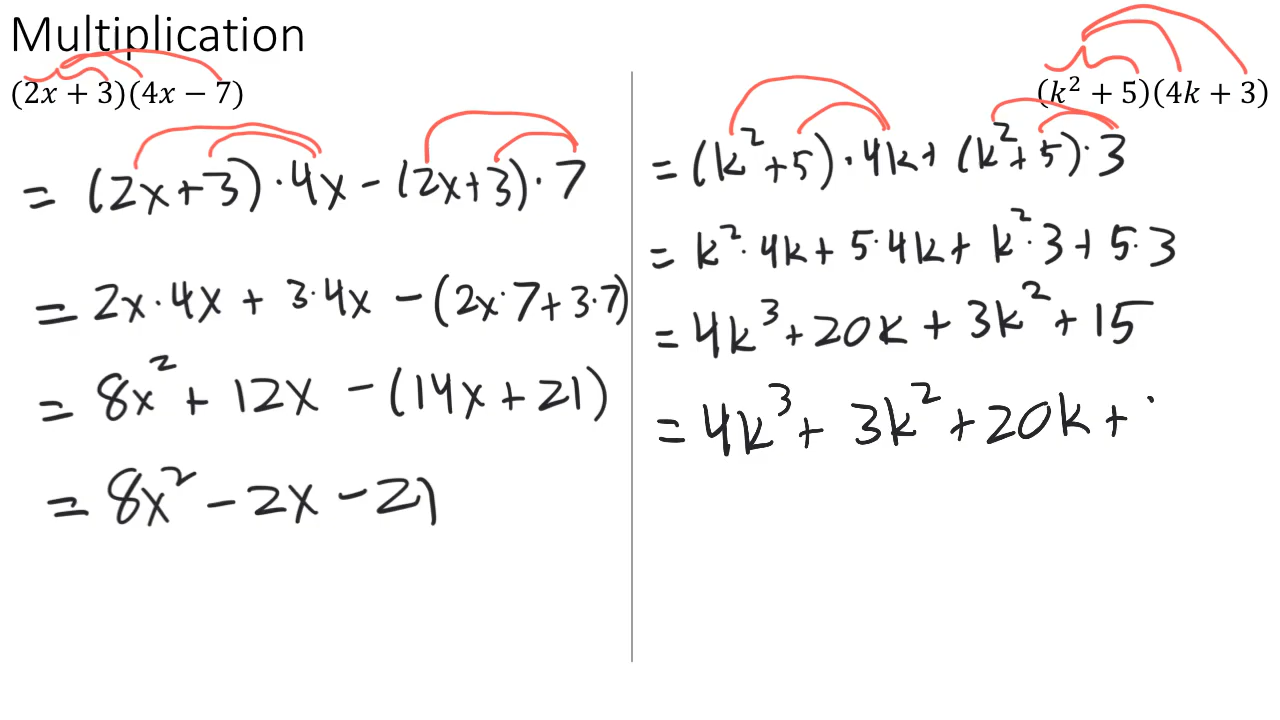 Multiplication
(2x + 3)(4x − 7)
= (2x+3)·4x − (2x+3)·7
= 2x·4x + 3·4x − (2x·7+3·7)
= 8x² + 12x − (14x + 21)
= 8x² − 2x − 21
(k² + 5)(4k + 3)
= (k²+5)·4k + (k²+5)·3
= k²·4k + 5·4k + k²·3 + 5·3
= 4k³ + 20k + 3k² + 15
= 4k³ + 3k² + 20k +